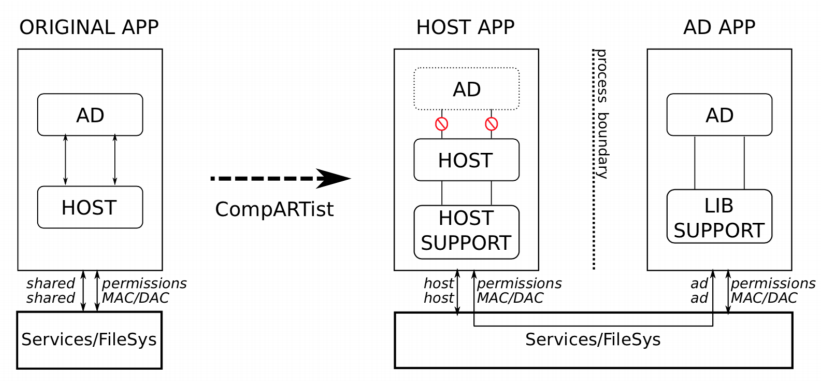 ORIGINAL APP
AD
HOST
shared permissions
shared MAC/DAC
Services/FileSys
CompARTist
HOST APP
AD
HOST
HOST
SUPPORT
host permissions
host MAC/DAC
process boundary
AD APP
AD
LIB
SUPPORT
ad permissions
ad MAC/DAC
Services/FileSys